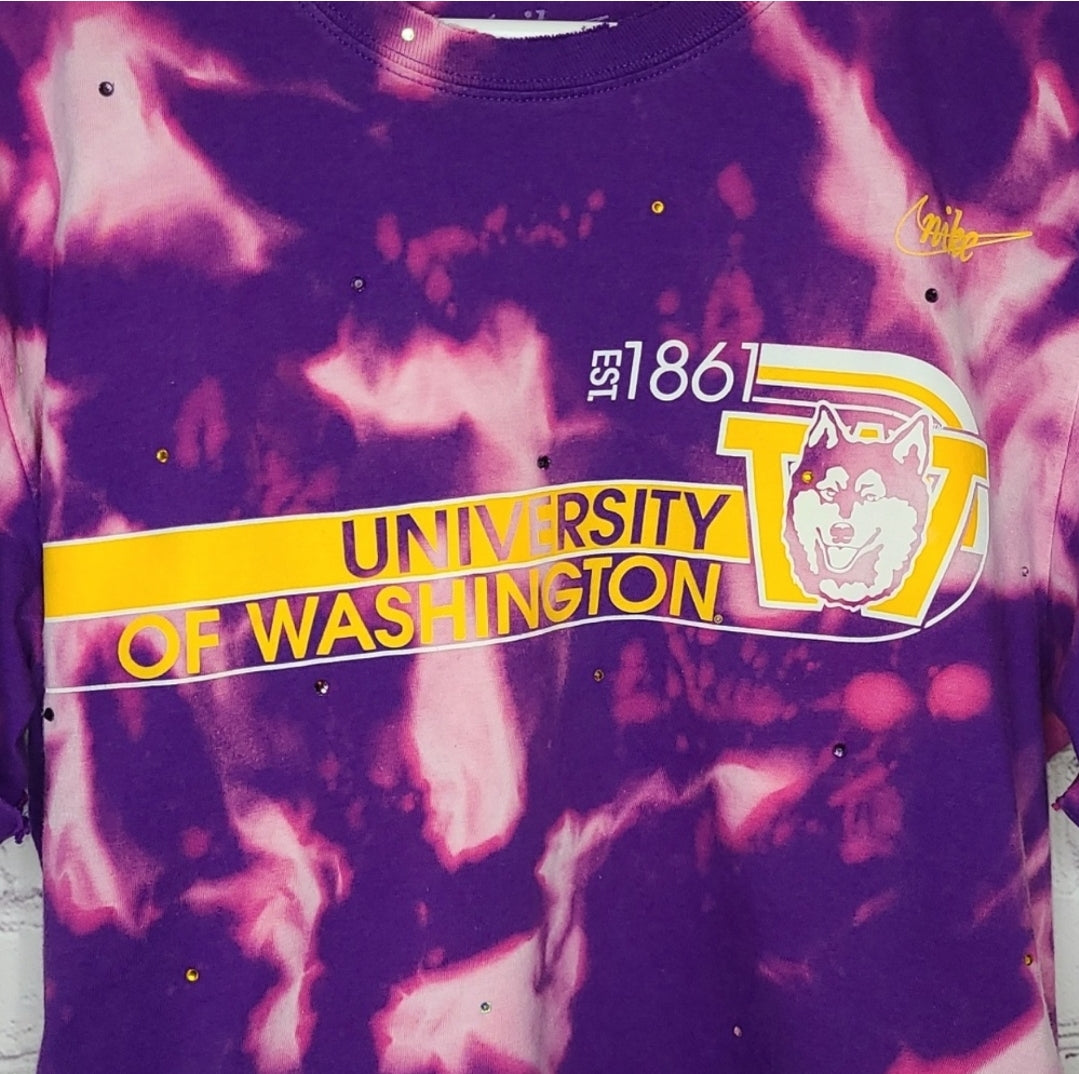 nike
EST. 1861
W
UNIVERSITY
OF WASHINGTON®